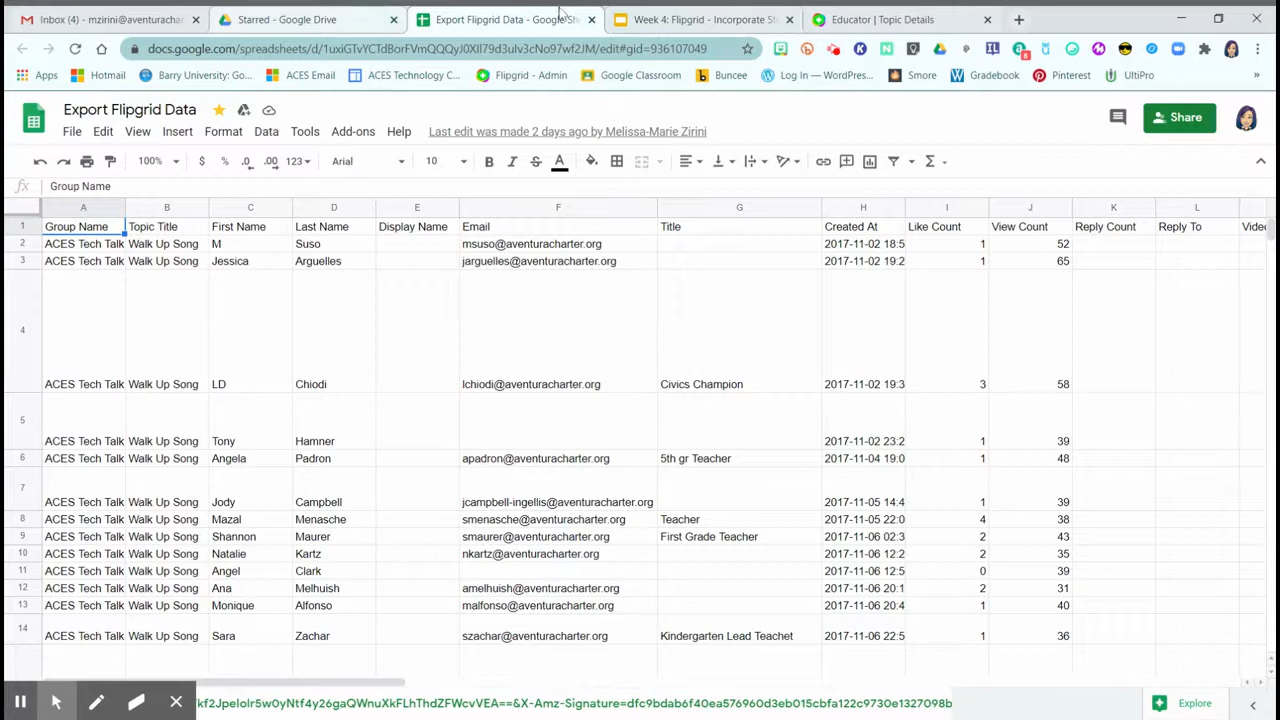 Inbox (4) - mzirini@aventurachar
Starred - Google Drive
Export Flipgrid Data - Google She
Week 4: Flipgrid - Incorporate St
Educator | Topic Details
Apps
Hotmail
Barry University: Go...
ACES Email
ACES Technology C...
Flipgrid - Admin
Google Classroom
Buncee
Log In — WordPres...
Smore
Gradebook
Pinterest
UltiPro
Export Flipgrid Data
File Edit View Insert Format Data Tools Add-ons Help Last edit was made 2 days ago by Melissa-Marie Zirini
Share
100% $ % .0 .00 123 Arial 10
fx Group Name
A B C D E F G H I J K L
1 Group Name Topic Title First Name Last Name Display Name Email Title Created At Like Count View Count Reply Count Reply To Video
2 ACES Tech Talk Walk Up Song M Suso msuso@aventuracharter.org 2017-11-02 18:5 1 52
3 ACES Tech Talk Walk Up Song Jessica Arguelles jarguelles@aventuracharter.org 2017-11-02 19:2 1 65
4 ACES Tech Talk Walk Up Song LD Chiodi lchiodi@aventuracharter.org Civics Champion 2017-11-02 19:3 3 58
5 ACES Tech Talk Walk Up Song Tony Hamner 2017-11-02 23:2 1 39
6 ACES Tech Talk Walk Up Song Angela Padron apadron@aventuracharter.org 5th gr Teacher 2017-11-04 19:0 1 48
7 ACES Tech Talk Walk Up Song Jody Campbell jcampbell-ingellis@aventuracharter.org 2017-11-05 14:4 1 39
8 ACES Tech Talk Walk Up Song Mazal Menasche smenasche@aventuracharter.org Teacher 2017-11-05 22:0 4 38
9 ACES Tech Talk Walk Up Song Shannon Maurer smaurer@aventuracharter.org First Grade Teacher 2017-11-06 02:3 2 43
10 ACES Tech Talk Walk Up Song Natalie Kartz nkartz@aventuracharter.org 2017-11-06 12:2 2 35
11 ACES Tech Talk Walk Up Song Angel Clark 2017-11-06 12:5 0 39
12 ACES Tech Talk Walk Up Song Ana Melhuish amelhuish@aventuracharter.org 2017-11-06 20:1 2 31
13 ACES Tech Talk Walk Up Song Monique Alfonso malfonso@aventuracharter.org 2017-11-06 20:4 1 40
14 ACES Tech Talk Walk Up Song Sara Zachar szachar@aventuracharter.org Kindergarten Lead Teachet 2017-11-06 22:5 1 36
Explore